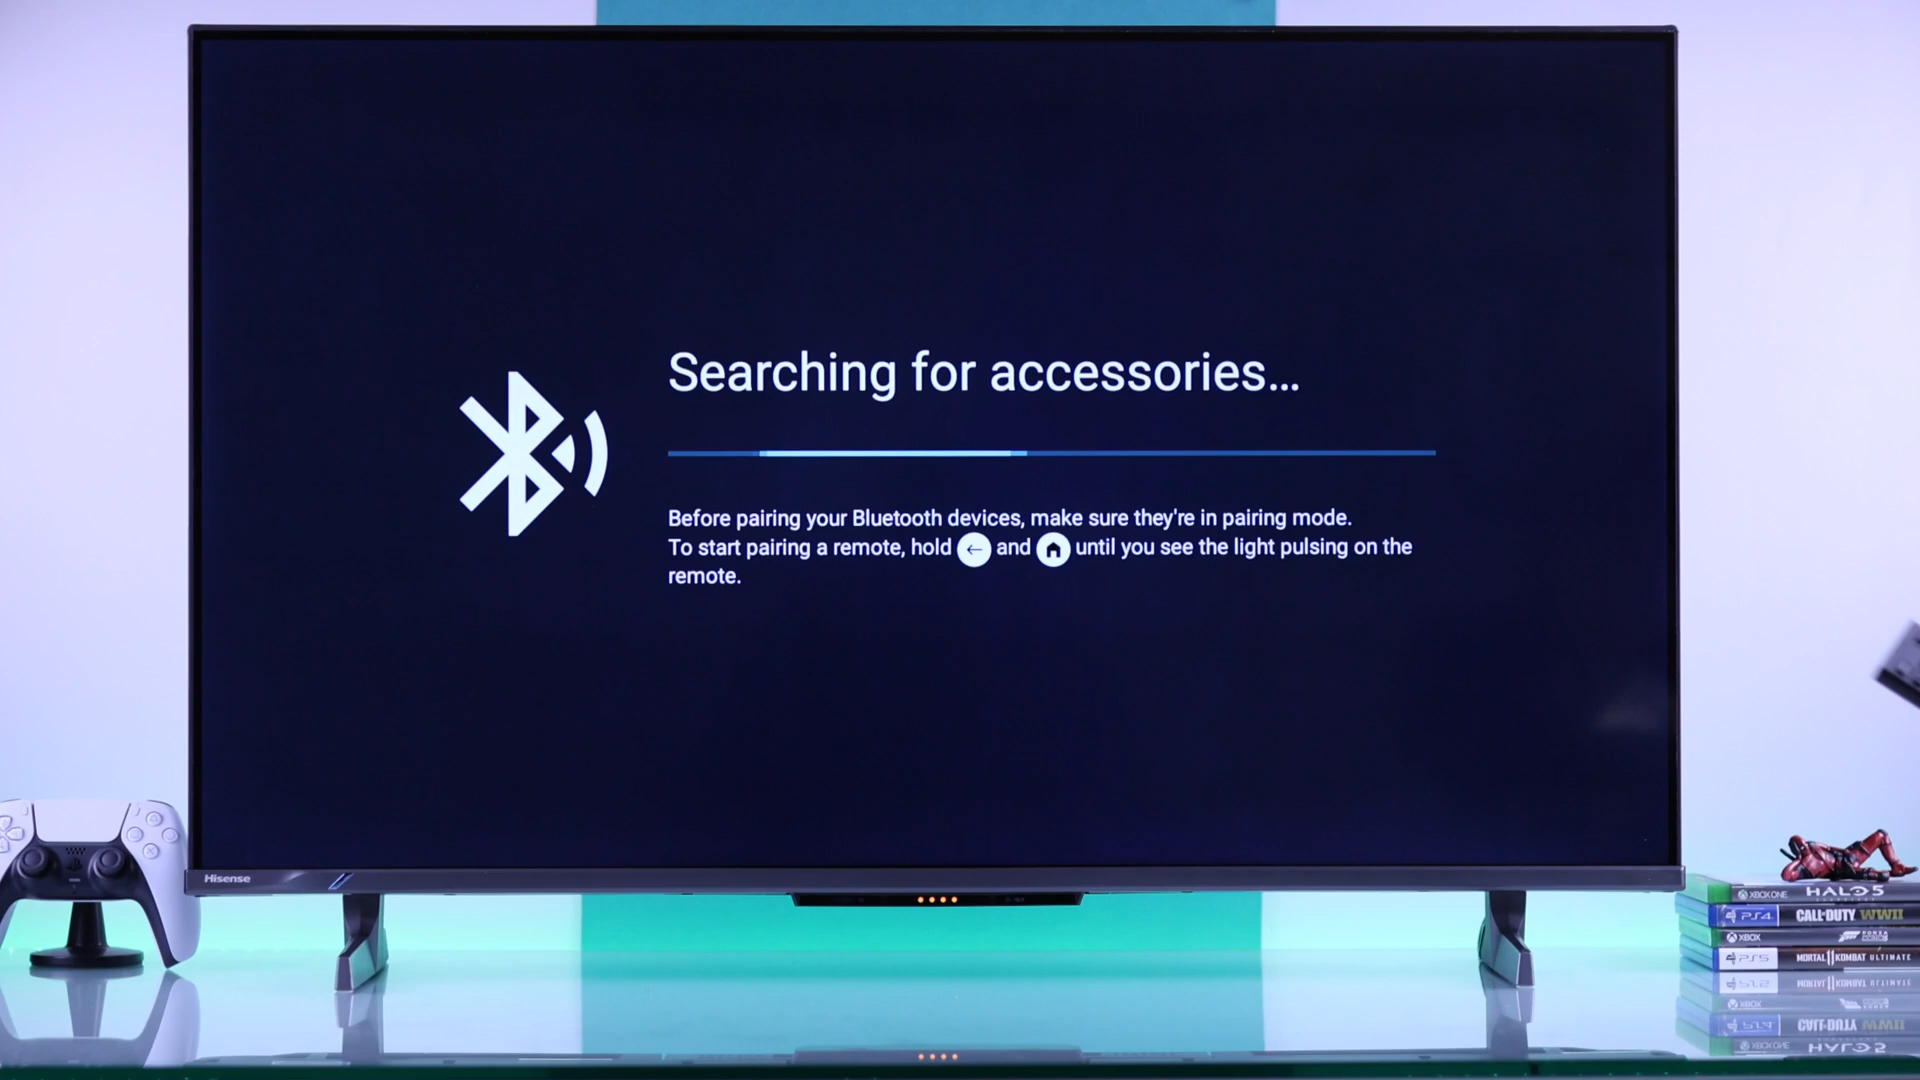 Searching for accessories...
Before pairing your Bluetooth devices, make sure they're in pairing mode.
To start pairing a remote, hold and until you see the light pulsing on the
remote.
Hisense
XBOX ONE HALO 5
PS4 CALL OF DUTY WWII
XBOX FORZA
PS5 MORTAL KOMBAT 11 ULTIMATE